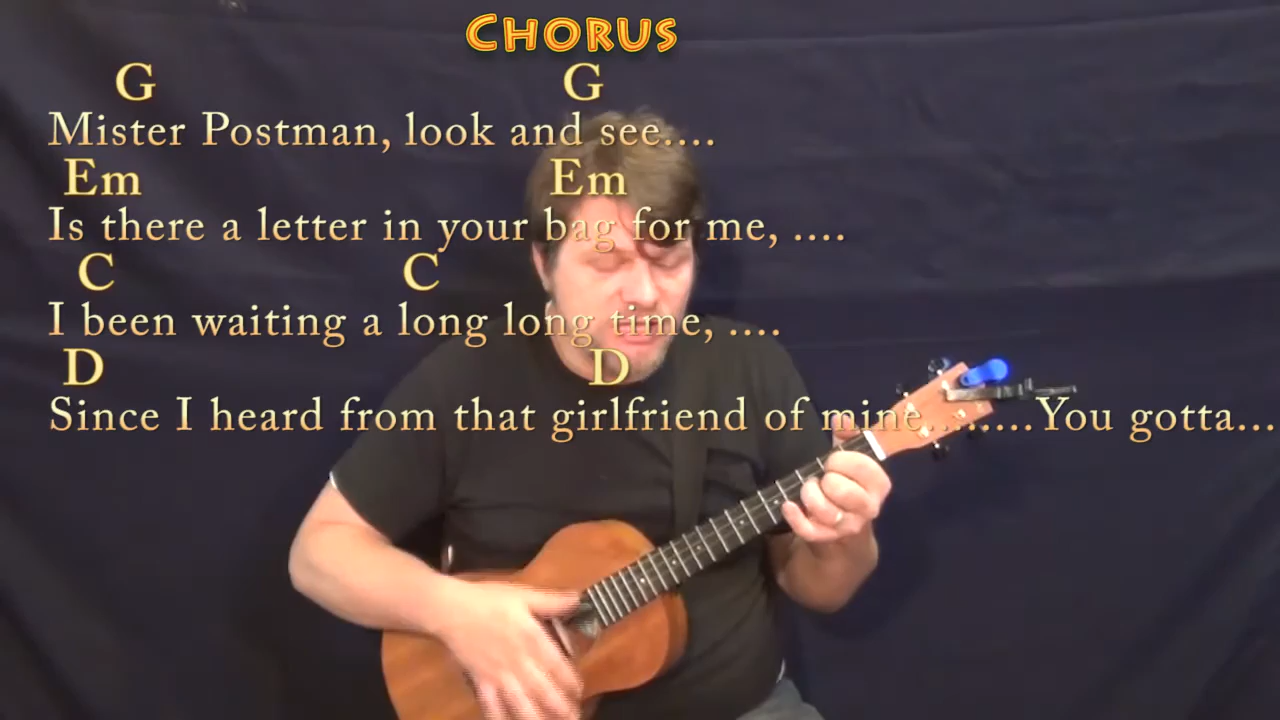 CHORUS
G G
Mister Postman, look and see....
Em Em
Is there a letter in your bag for me, ....
C C
I been waiting a long long time, ....
D D
Since I heard from that girlfriend of mine........You gotta...